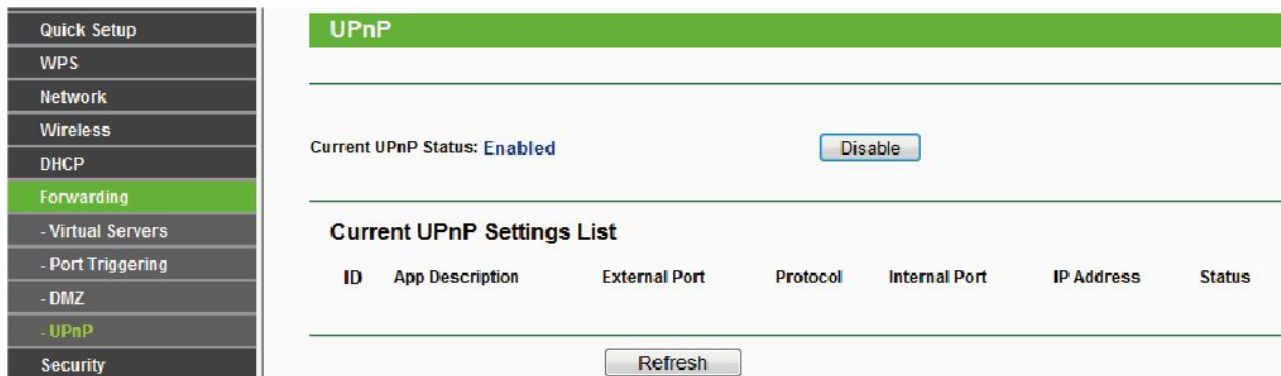 Quick Setup
WPS
Network
Wireless
DHCP
Forwarding
- Virtual Servers
- Port Triggering
- DMZ
- UPnP
Security
UPnP
Current UPnP Status: Enabled Disable
Current UPnP Settings List
ID App Description External Port Protocol Internal Port IP Address Status
Refresh